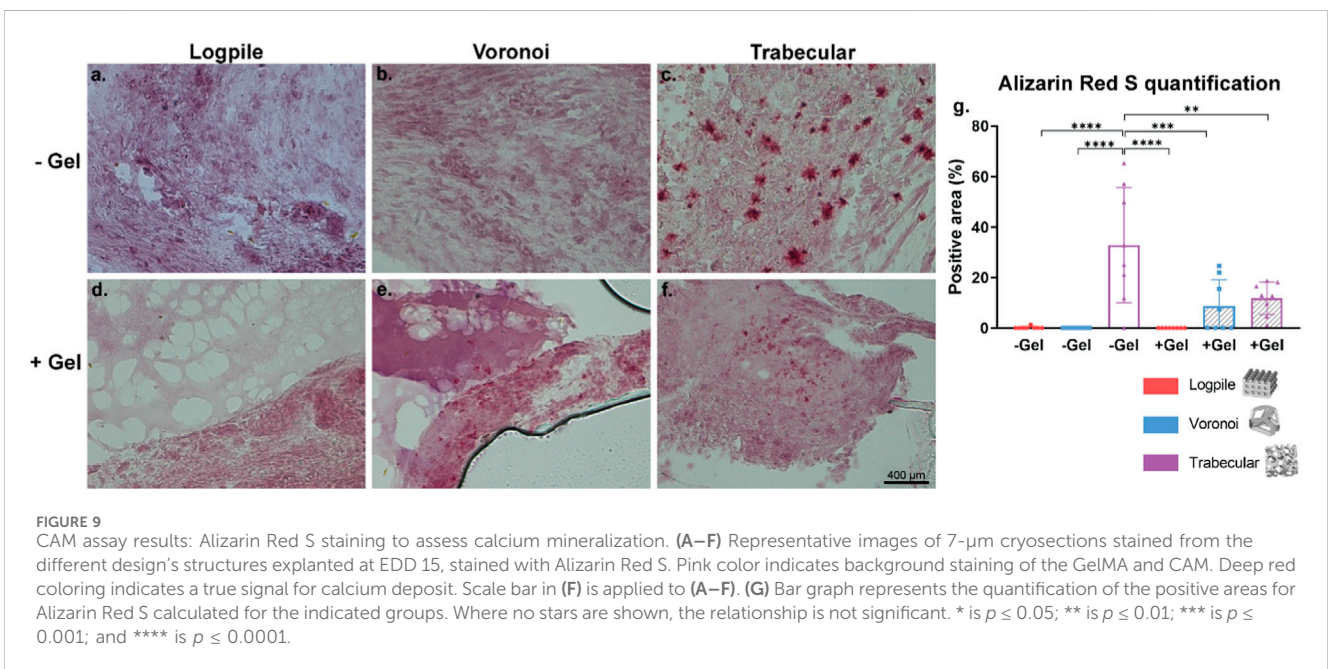 Logpile
Voronoi
Trabecular
- Gel
a.
b.
c.
+ Gel
d.
e.
f.
400 µm
Alizarin Red S quantification
g.
**
****
***
****
****
Positive area (%)
80
60
40
20
0
-Gel -Gel -Gel +Gel +Gel +Gel
Logpile
Voronoi
Trabecular
FIGURE 9
CAM assay results: Alizarin Red S staining to assess calcium mineralization. (A–F) Representative images of 7-µm cryosections stained from the
different design's structures explanted at EDD 15, stained with Alizarin Red S. Pink color indicates background staining of the GelMA and CAM. Deep red
coloring indicates a true signal for calcium deposit. Scale bar in (F) is applied to (A–F). (G) Bar graph represents the quantification of the positive areas for
Alizarin Red S calculated for the indicated groups. Where no stars are shown, the relationship is not significant. * is p ≤ 0.05; ** is p ≤ 0.01; *** is p ≤
0.001; and **** is p ≤ 0.0001.